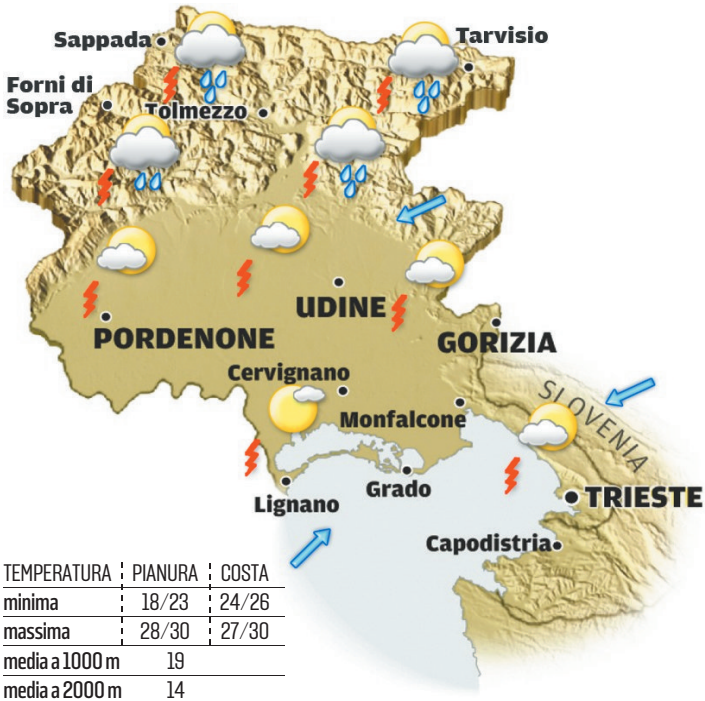 Sappada
Tarvisio
Forni di
Sopra
Tolmezzo
UDINE
PORDENONE
GORIZIA
Cervignano
SLOVENIA
Monfalcone
Grado
Lignano
TRIESTE
Capodistria
TEMPERATURA PIANURA COSTA
minima 18/23 24/26
massima 28/30 27/30
media a 1000 m 19
media a 2000 m 14